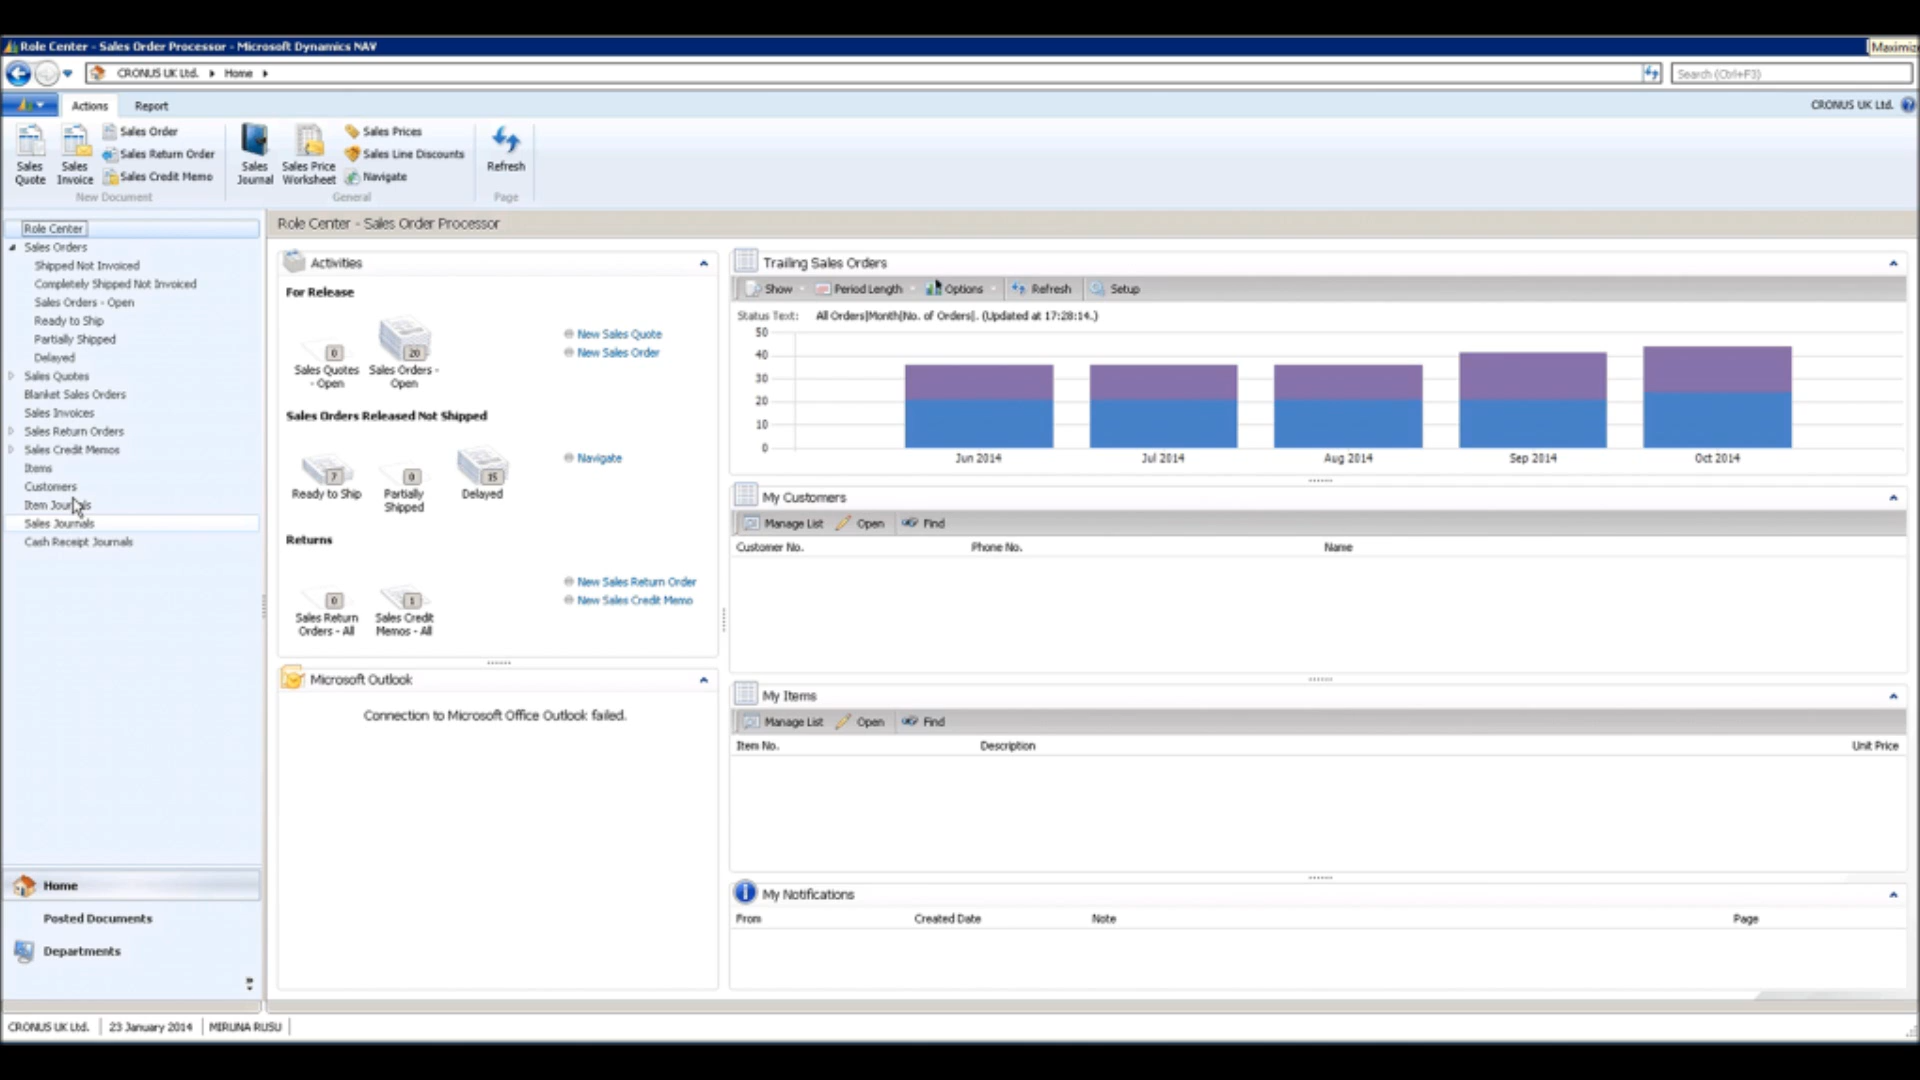 Role Center - Sales Order Processor - Microsoft Dynamics NAV
Maximiz
CRONUS UK Ltd. Home
Search (Ctrl+F3)
Actions Report
CRONUS UK Ltd.
Sales Quote
Sales Invoice
Sales Order
Sales Return Order
Sales Credit Memo
New Document
Sales Journal
Sales Price Worksheet
Sales Prices
Sales Line Discounts
Navigate
General
Refresh
Page
Role Center
Sales Orders
Shipped Not Invoiced
Completely Shipped Not Invoiced
Sales Orders - Open
Ready to Ship
Partially Shipped
Delayed
Sales Quotes
Blanket Sales Orders
Sales Invoices
Sales Return Orders
Sales Credit Memos
Items
Customers
Item Journals
Sales Journals
Cash Receipt Journals
Home
Posted Documents
Departments
Role Center - Sales Order Processor
Activities
For Release
0
20
Sales Quotes - Open
Sales Orders - Open
New Sales Quote
New Sales Order
Sales Orders Released Not Shipped
7
0
15
Ready to Ship
Partially Shipped
Delayed
Navigate
Returns
0
1
Sales Return Orders - All
Sales Credit Memos - All
New Sales Return Order
New Sales Credit Memo
Microsoft Outlook
Connection to Microsoft Office Outlook failed.
Trailing Sales Orders
Show Period Length Options Refresh Setup
Status Text: All Orders|Month|No. of Orders|. (Updated at 17:28:14.)
50
40
30
20
10
0
Jun 2014 Jul 2014 Aug 2014 Sep 2014 Oct 2014
My Customers
Manage List Open Find
Customer No. Phone No. Name
My Items
Manage List Open Find
Item No. Description Unit Price
My Notifications
From Created Date Note Page
CRONUS UK Ltd. 23 January 2014 MIRUNA RUSU